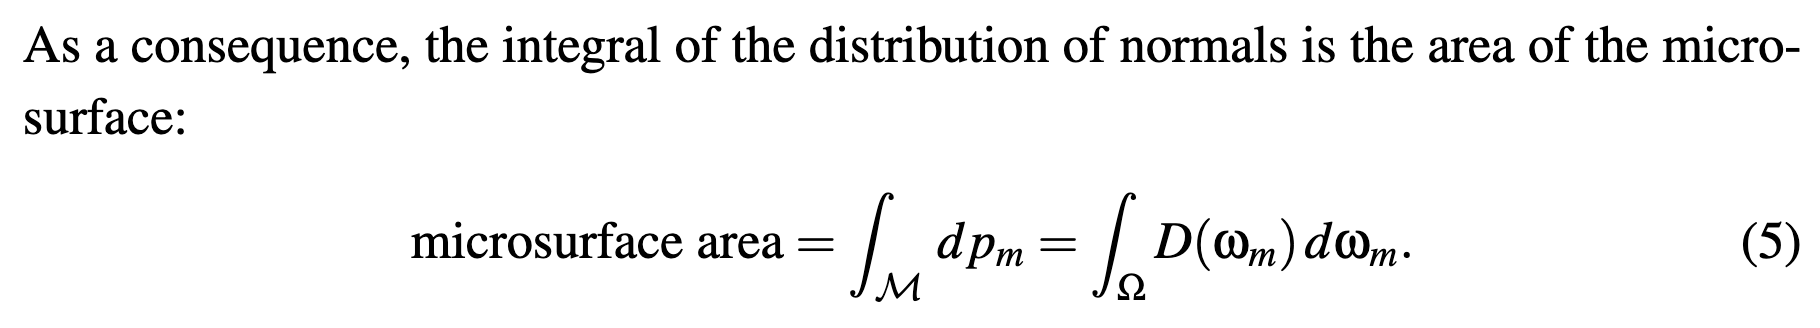 As a consequence, the integral of the distribution of normals is the area of the micro-
surface:
microsurface area = ∫_ℳ dp_m = ∫_Ω D(ω_m) dω_m. (5)